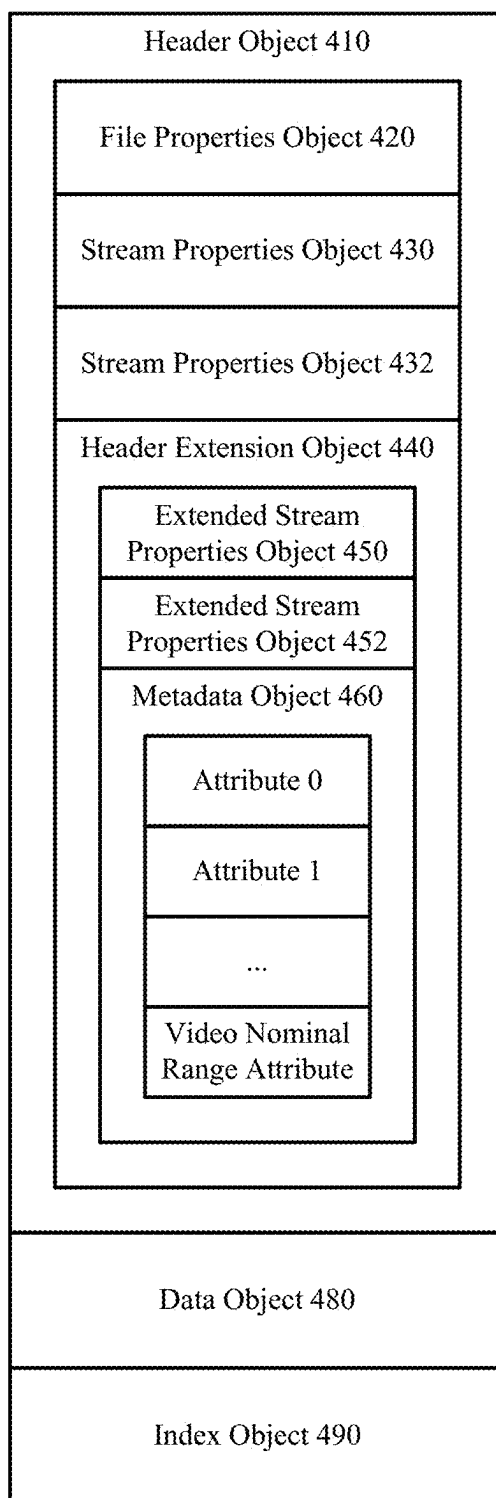 Header Object 410
File Properties Object 420
Stream Properties Object 430
Stream Properties Object 432
Header Extension Object 440
Extended Stream
Properties Object 450
Extended Stream
Properties Object 452
Metadata Object 460
Attribute 0
Attribute 1
...
Video Nominal
Range Attribute
Data Object 480
Index Object 490